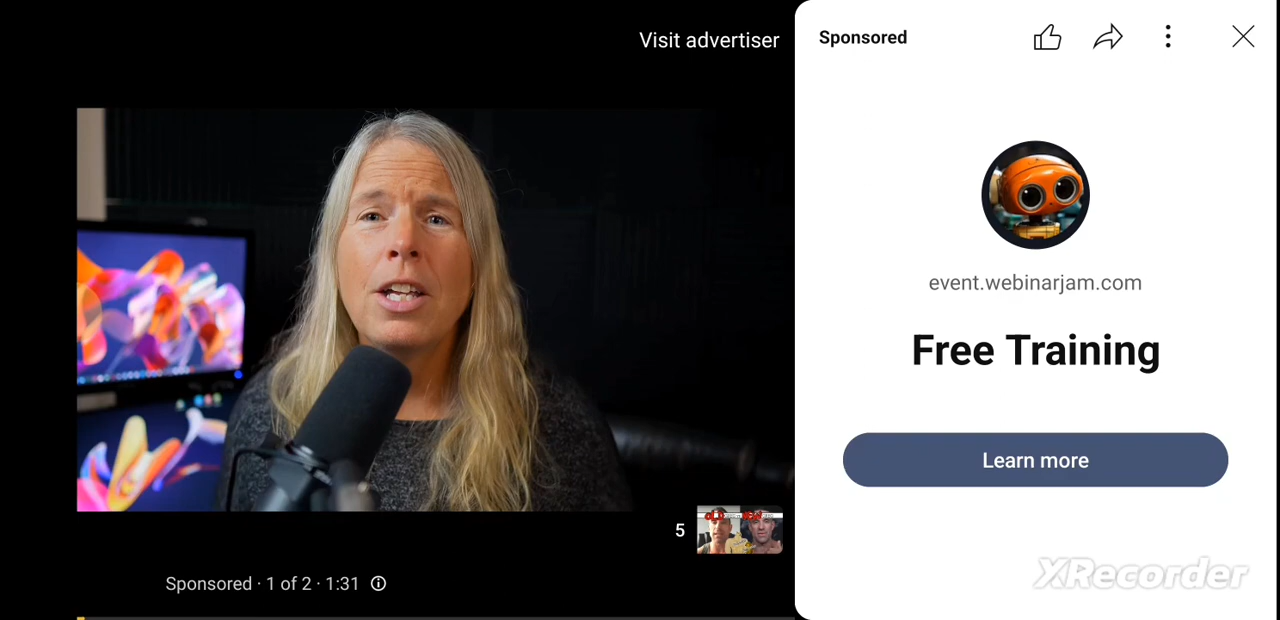 Visit advertiser
Sponsored
event.webinarjam.com
Free Training
Learn more
5
Sponsored · 1 of 2 · 1:31
XRecorder